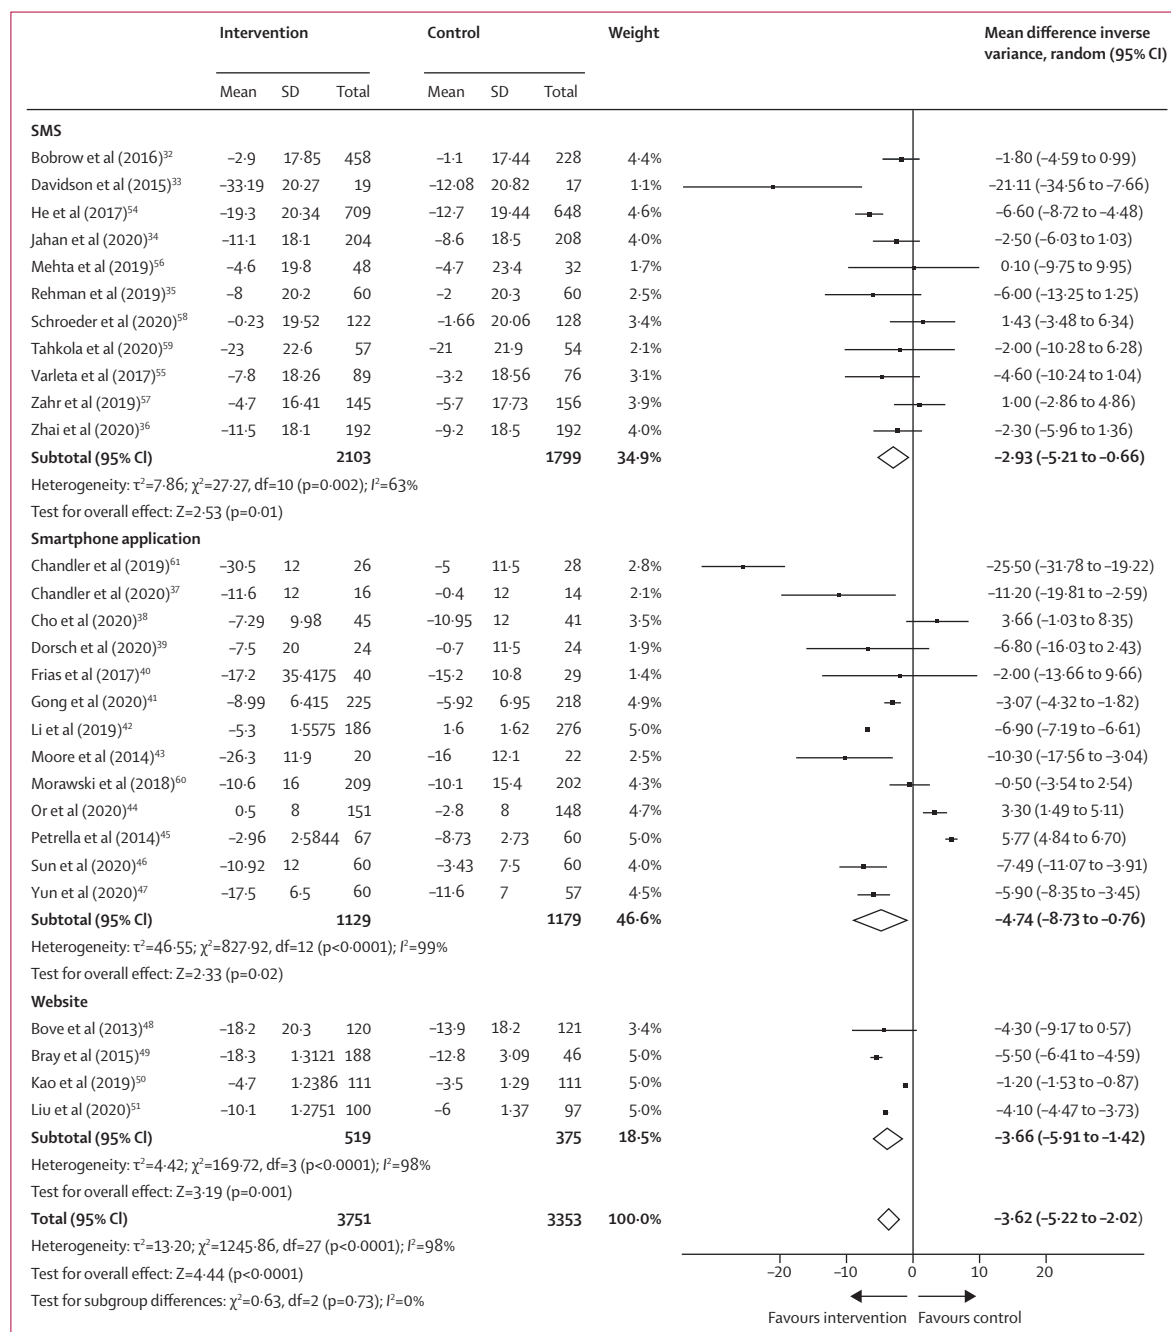 Intervention Control Weight Mean difference inverse
variance, random (95% CI)
Mean SD Total Mean SD Total
SMS
Bobrow et al (2016)³² –2·9 17·85 458 –1·1 17·44 228 4·4% –1·80 (–4·59 to 0·99)
Davidson et al (2015)³³ –33·19 20·27 19 –12·08 20·82 17 1·1% –21·11 (–34·56 to –7·66)
He et al (2017)⁵⁴ –19·3 20·34 709 –12·7 19·44 648 4·6% –6·60 (–8·72 to –4·48)
Jahan et al (2020)³⁴ –11·1 18·1 204 –8·6 18·5 208 4·0% –2·50 (–6·03 to 1·03)
Mehta et al (2019)⁵⁶ –4·6 19·8 48 –4·7 23·4 32 1·7% 0·10 (–9·75 to 9·95)
Rehman et al (2019)³⁵ –8 20·2 60 –2 20·3 60 2·5% –6·00 (–13·25 to 1·25)
Schroeder et al (2020)⁵⁸ –0·23 19·52 122 –1·66 20·06 128 3·4% 1·43 (–3·48 to 6·34)
Tahkola et al (2020)⁵⁹ –23 22·6 57 –21 21·9 54 2·1% –2·00 (–10·28 to 6·28)
Varleta et al (2017)⁵⁵ –7·8 18·26 89 –3·2 18·56 76 3·1% –4·60 (–10·24 to 1·04)
Zahr et al (2019)⁵⁷ –4·7 16·41 145 –5·7 17·73 156 3·9% 1·00 (–2·86 to 4·86)
Zhai et al (2020)³⁶ –11·5 18·1 192 –9·2 18·5 192 4·0% –2·30 (–5·96 to 1·36)
Subtotal (95% CI) 2103 1799 34·9% –2·93 (–5·21 to –0·66)
Heterogeneity: τ²=7·86; χ²=27·27, df=10 (p=0·002); I²=63%
Test for overall effect: Z=2·53 (p=0·01)
Smartphone application
Chandler et al (2019)⁶¹ –30·5 12 26 –5 11·5 28 2·8% –25·50 (–31·78 to –19·22)
Chandler et al (2020)³⁷ –11·6 12 16 –0·4 12 14 2·1% –11·20 (–19·81 to –2·59)
Cho et al (2020)³⁸ –7·29 9·98 45 –10·95 12 41 3·5% 3·66 (–1·03 to 8·35)
Dorsch et al (2020)³⁹ –7·5 20 24 –0·7 11·5 24 1·9% –6·80 (–16·03 to 2·43)
Frias et al (2017)⁴⁰ –17·2 35·4175 40 –15·2 10·8 29 1·4% –2·00 (–13·66 to 9·66)
Gong et al (2020)⁴¹ –8·99 6·415 225 –5·92 6·95 218 4·9% –3·07 (–4·32 to –1·82)
Li et al (2019)⁴² –5·3 1·5575 186 1·6 1·62 276 5·0% –6·90 (–7·19 to –6·61)
Moore et al (2014)⁴³ –26·3 11·9 20 –16 12·1 22 2·5% –10·30 (–17·56 to –3·04)
Morawski et al (2018)⁶⁰ –10·6 16 209 –10·1 15·4 202 4·3% –0·50 (–3·54 to 2·54)
Or et al (2020)⁴⁴ 0·5 8 151 –2·8 8 148 4·7% 3·30 (1·49 to 5·11)
Petrella et al (2014)⁴⁵ –2·96 2·5844 67 –8·73 2·73 60 5·0% 5·77 (4·84 to 6·70)
Sun et al (2020)⁴⁶ –10·92 12 60 –3·43 7·5 60 4·0% –7·49 (–11·07 to –3·91)
Yun et al (2020)⁴⁷ –17·5 6·5 60 –11·6 7 57 4·5% –5·90 (–8·35 to –3·45)
Subtotal (95% CI) 1129 1179 46·6% –4·74 (–8·73 to –0·76)
Heterogeneity: τ²=46·55; χ²=827·92, df=12 (p<0·0001); I²=99%
Test for overall effect: Z=2·33 (p=0·02)
Website
Bove et al (2013)⁴⁸ –18·2 20·3 120 –13·9 18·2 121 3·4% –4·30 (–9·17 to 0·57)
Bray et al (2015)⁴⁹ –18·3 1·3121 188 –12·8 3·09 46 5·0% –5·50 (–6·41 to –4·59)
Kao et al (2019)⁵⁰ –4·7 1·2386 111 –3·5 1·29 111 5·0% –1·20 (–1·53 to –0·87)
Liu et al (2020)⁵¹ –10·1 1·2751 100 –6 1·37 97 5·0% –4·10 (–4·47 to –3·73)
Subtotal (95% CI) 519 375 18·5% –3·66 (–5·91 to –1·42)
Heterogeneity: τ²=4·42; χ²=169·72, df=3 (p<0·0001); I²=98%
Test for overall effect: Z=3·19 (p=0·001)
Total (95% CI) 3751 3353 100·0% –3·62 (–5·22 to –2·02)
Heterogeneity: τ²=13·20; χ²=1245·86, df=27 (p<0·0001); I²=98%
Test for overall effect: Z=4·44 (p<0·0001)
Test for subgroup differences: χ²=0·63, df=2 (p=0·73); I²=0%
–20 –10 0 10 20
Favours intervention Favours control